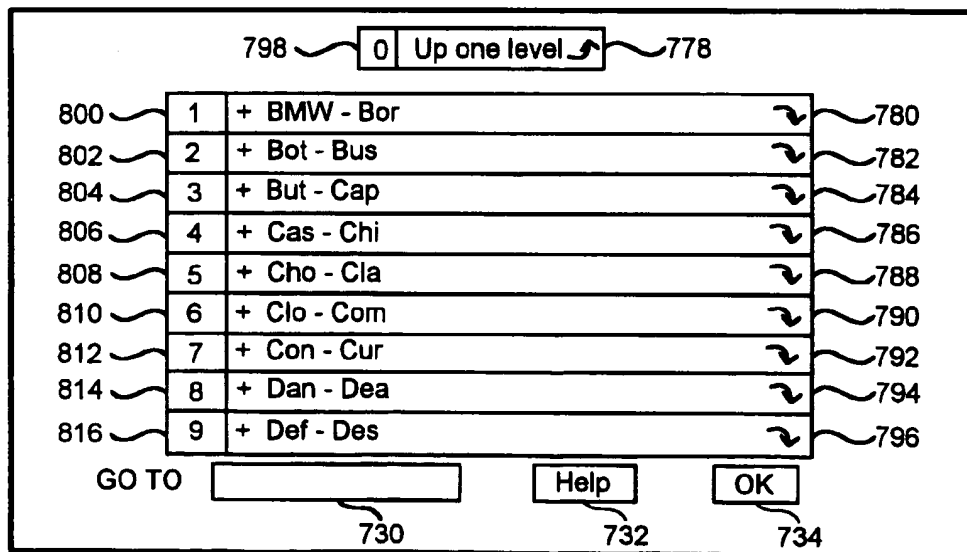 798 0 Up one level 778
800 1 + BMW - Bor 780
802 2 + Bot - Bus 782
804 3 + But - Cap 784
806 4 + Cas - Chi 786
808 5 + Cho - Cla 788
810 6 + Clo - Com 790
812 7 + Con - Cur 792
814 8 + Dan - Dea 794
816 9 + Def - Des 796
GO TO Help OK
730 732 734